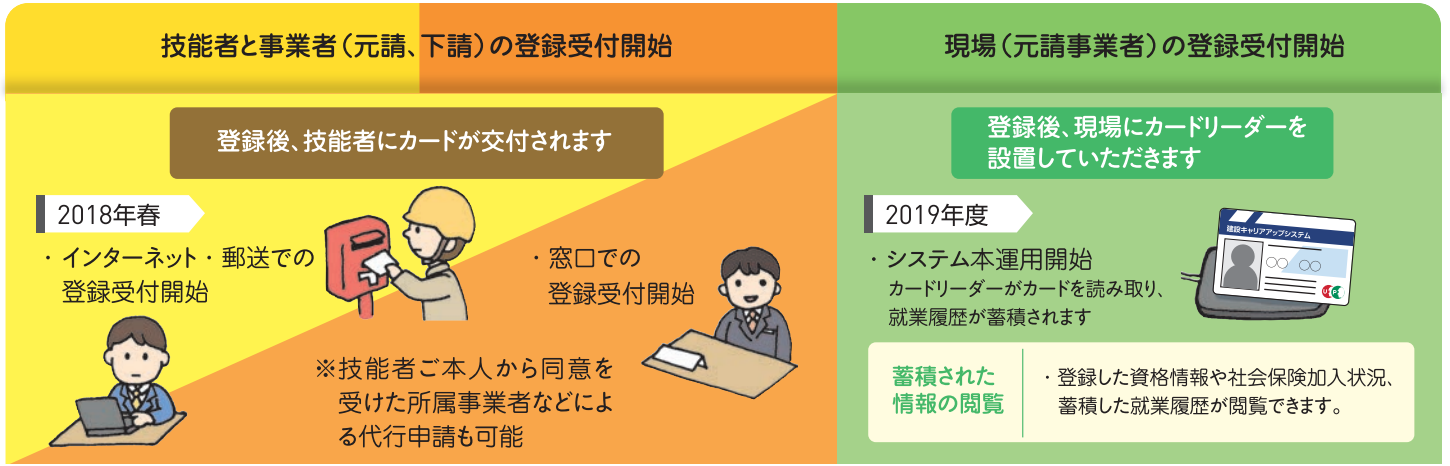 技能者と事業者（元請、下請）の登録受付開始
登録後、技能者にカードが交付されます
2018年春
・インターネット・郵送での
登録受付開始
・窓口での
登録受付開始
※技能者ご本人から同意を
受けた所属事業者などによ
る代行申請も可能
現場（元請事業者）の登録受付開始
登録後、現場にカードリーダーを
設置していただきます
2019年度
・システム本運用開始
カードリーダーがカードを読み取り、
就業履歴が蓄積されます
建設キャリアアップシステム
○○ ○○
蓄積された
情報の閲覧
・登録した資格情報や社会保険加入状況、
蓄積した就業履歴が閲覧できます。